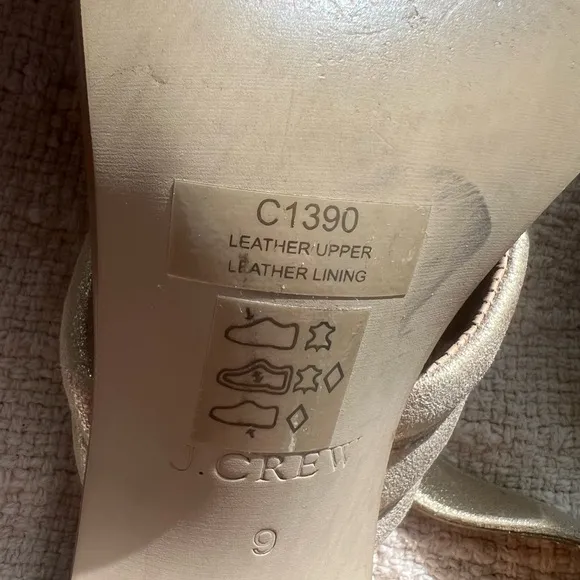 C1390
LEATHER UPPER
LEATHER LINING
J.CREW
9